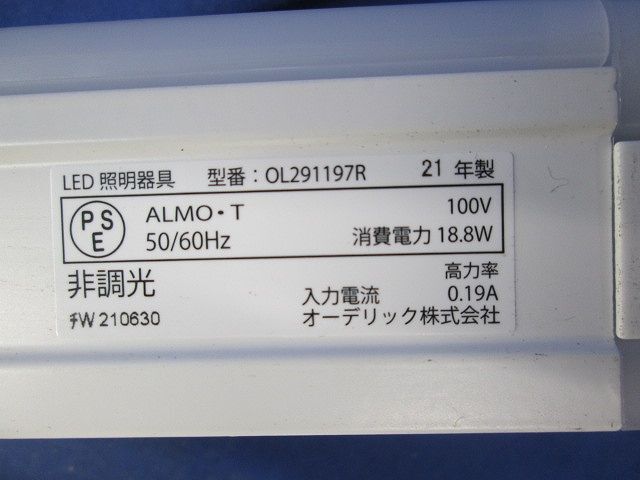 LED 照明器具 型番：OL291197R 21 年製
PSE ALMO・T 100V
50/60Hz 消費電力 18.8W
非調光 高力率
入力電流 0.19A
ﾁW 210630 オーデリック株式会社